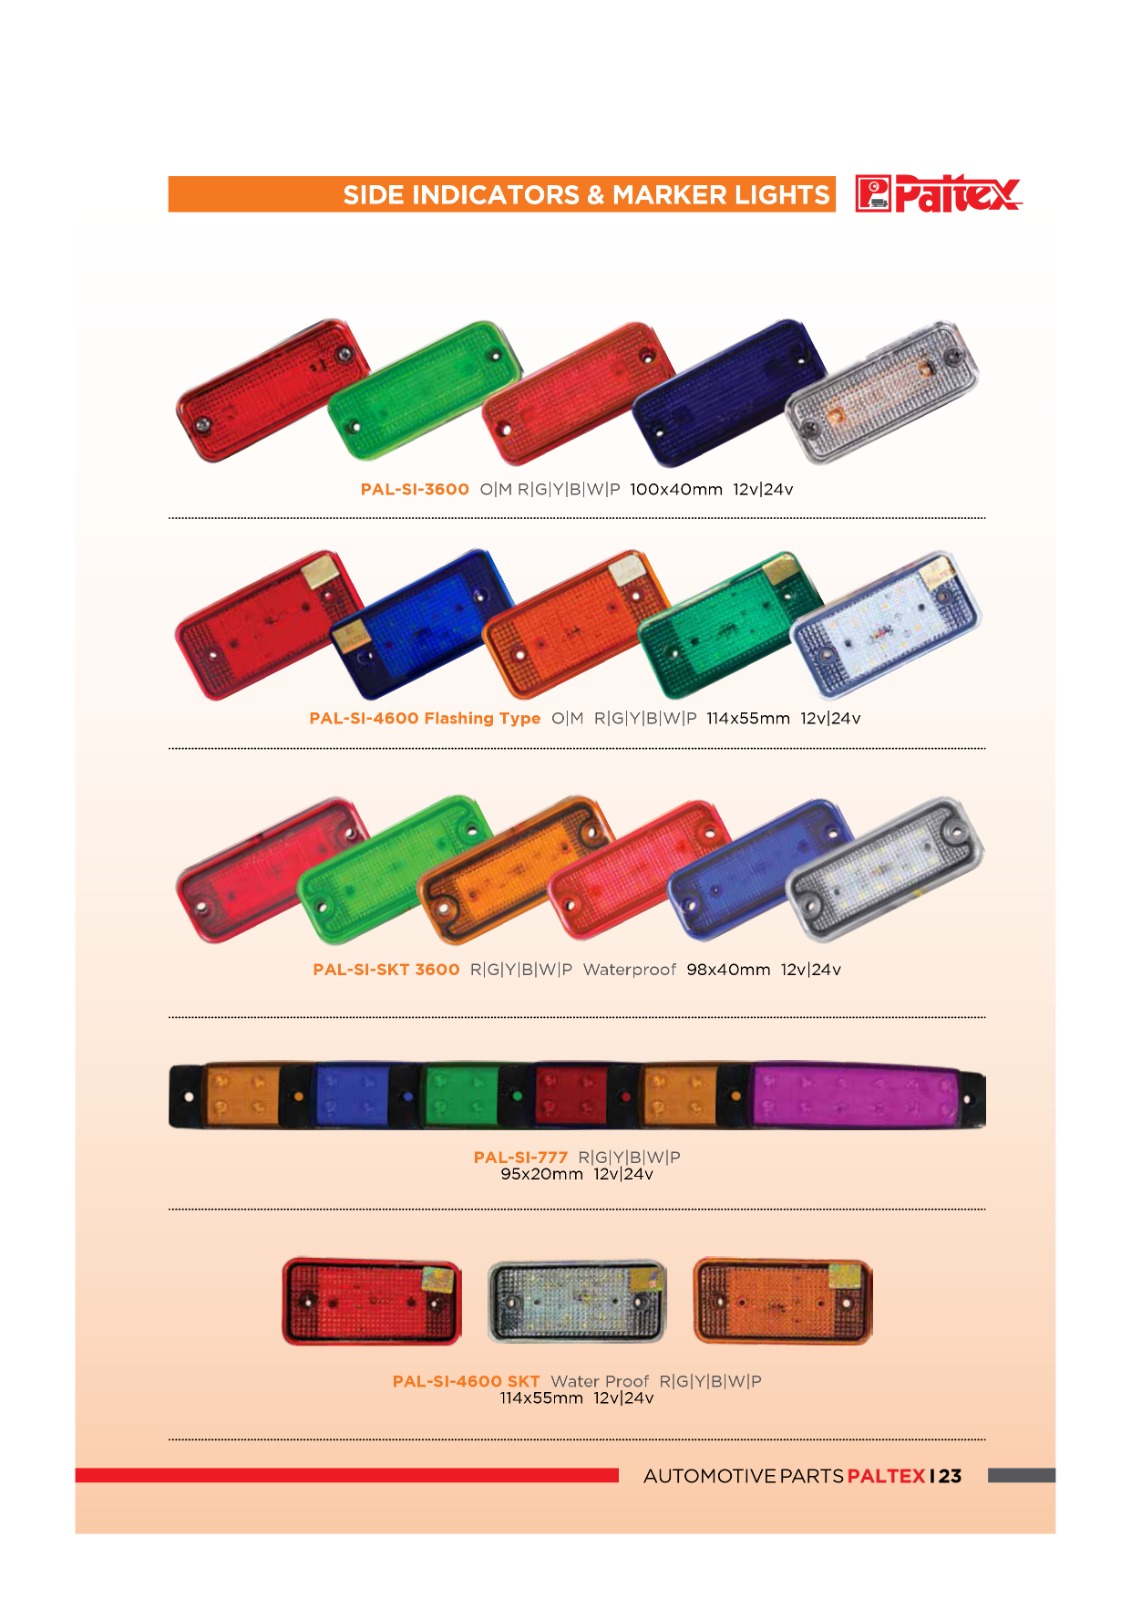 SIDE INDICATORS & MARKER LIGHTS
Paltex
PAL-SI-3600 O|M R|G|Y|B|W|P 100x40mm 12v|24v
PALTEX
PALTEX
PAL-SI-4600 Flashing Type O|M R|G|Y|B|W|P 114x55mm 12v|24v
PAL-SI-SKT 3600 R|G|Y|B|W|P Waterproof 98x40mm 12v|24v
PAL-SI-777 R|G|Y|B|W|P
95x20mm 12v|24v
PAL-SI-4600 SKT Water Proof R|G|Y|B|W|P
114x55mm 12v|24v
AUTOMOTIVE PARTS PALTEX I 23